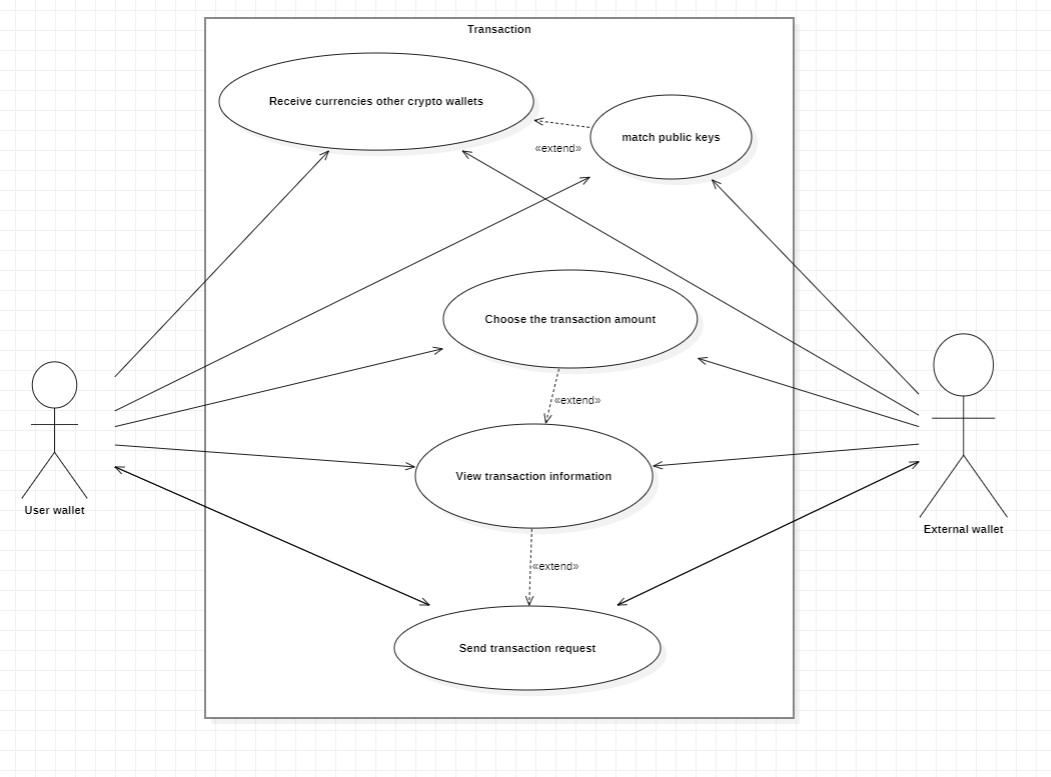 Transaction
Receive currencies other crypto wallets
match public keys
«extend»
Choose the transaction amount
«extend»
View transaction information
User wallet
External wallet
«extend»
Send transaction request